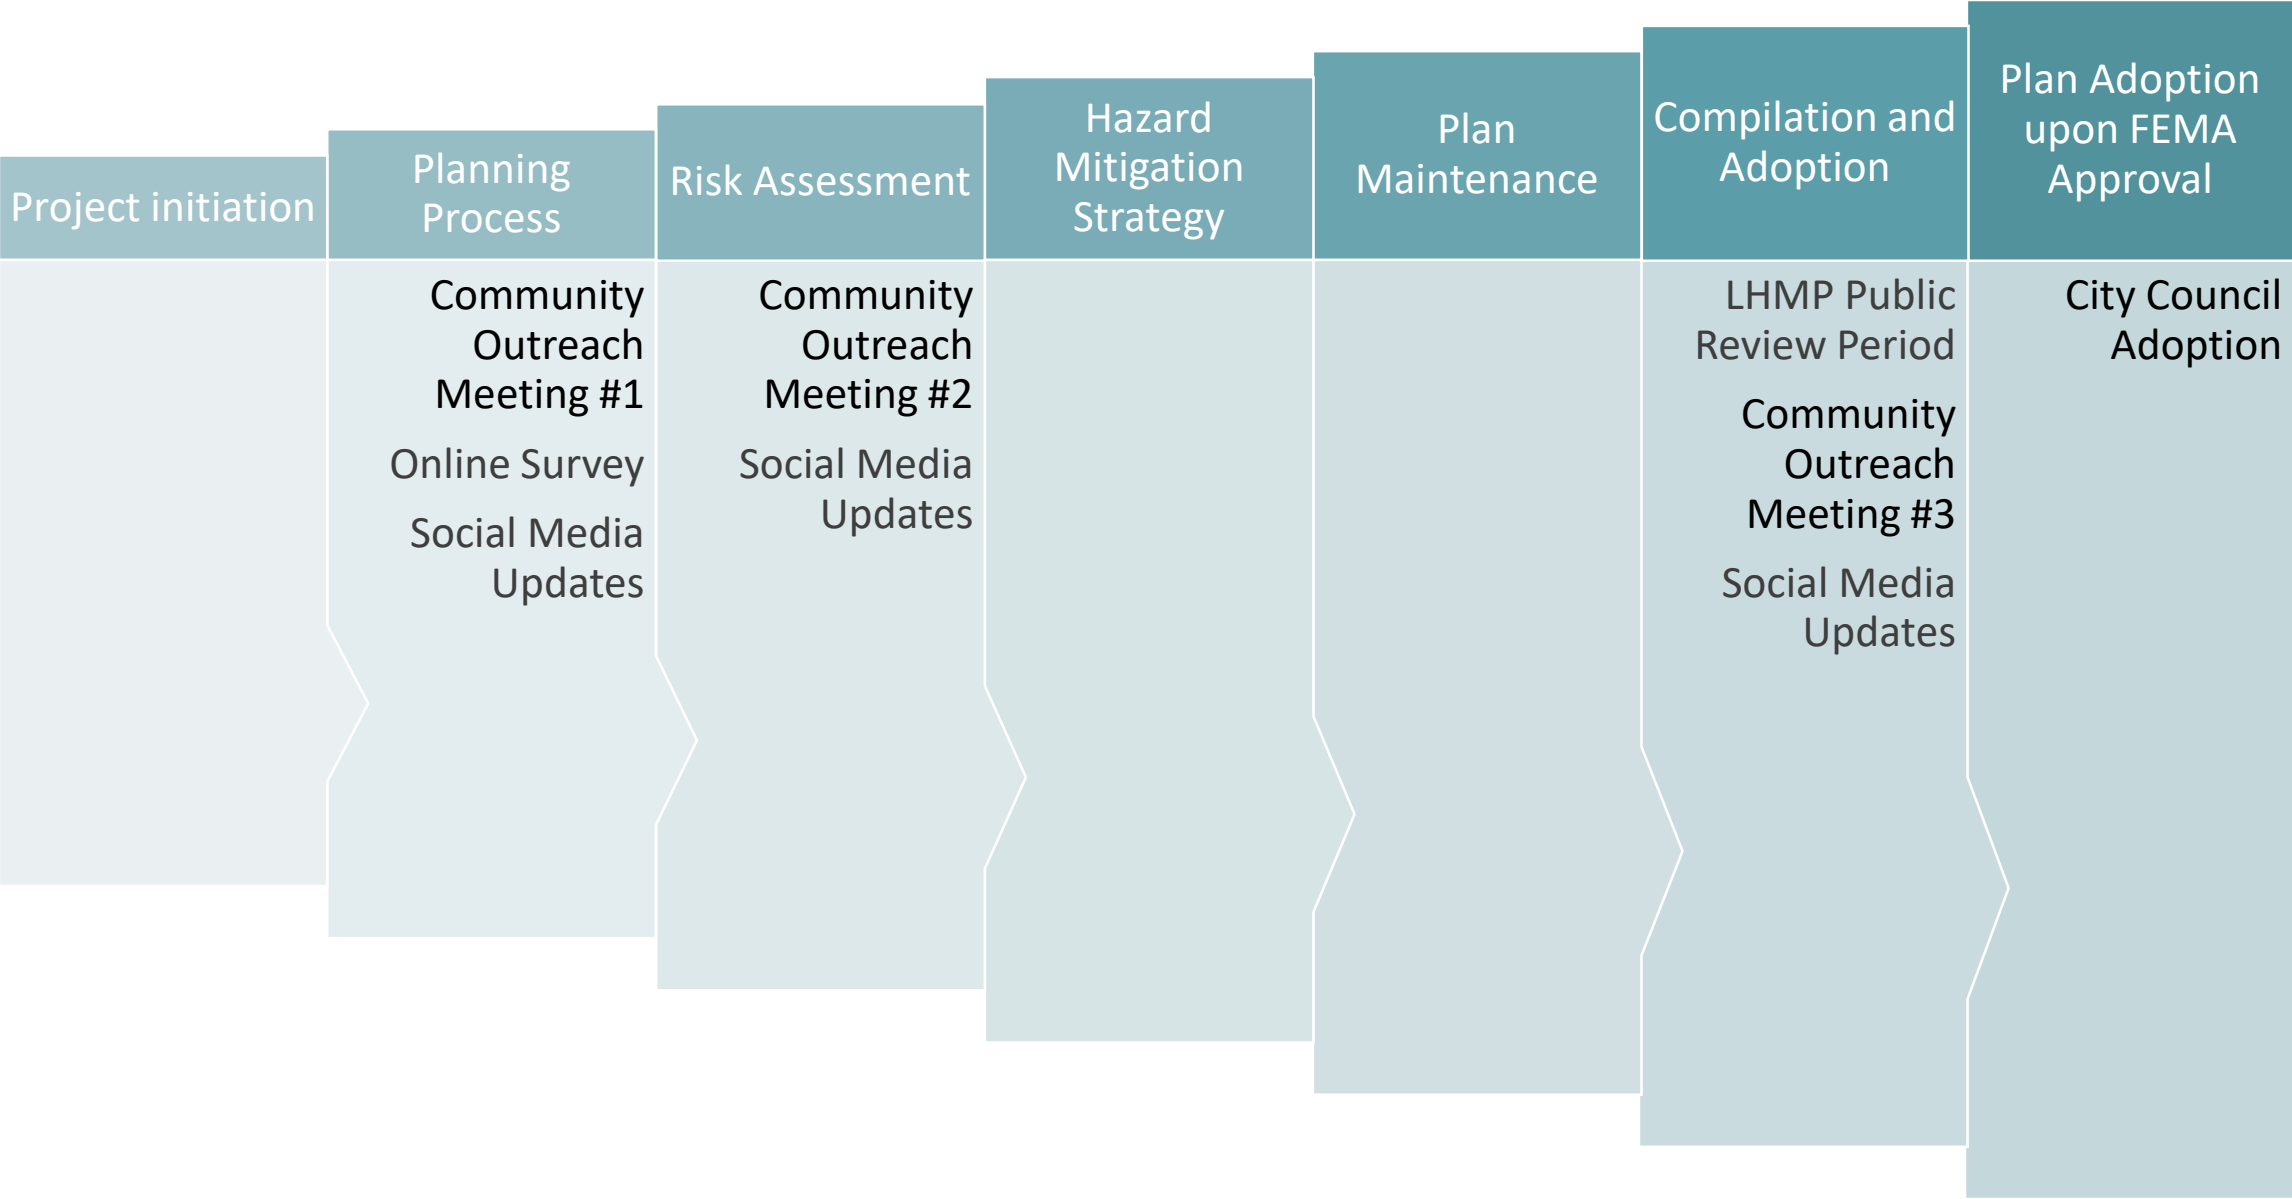 Project initiation
Planning
Process
Community
Outreach
Meeting #1
Online Survey
Social Media
Updates
Risk Assessment
Community
Outreach
Meeting #2
Social Media
Updates
Hazard
Mitigation
Strategy
Plan
Maintenance
Compilation and
Adoption
LHMP Public
Review Period
Community
Outreach
Meeting #3
Social Media
Updates
Plan Adoption
upon FEMA
Approval
City Council
Adoption